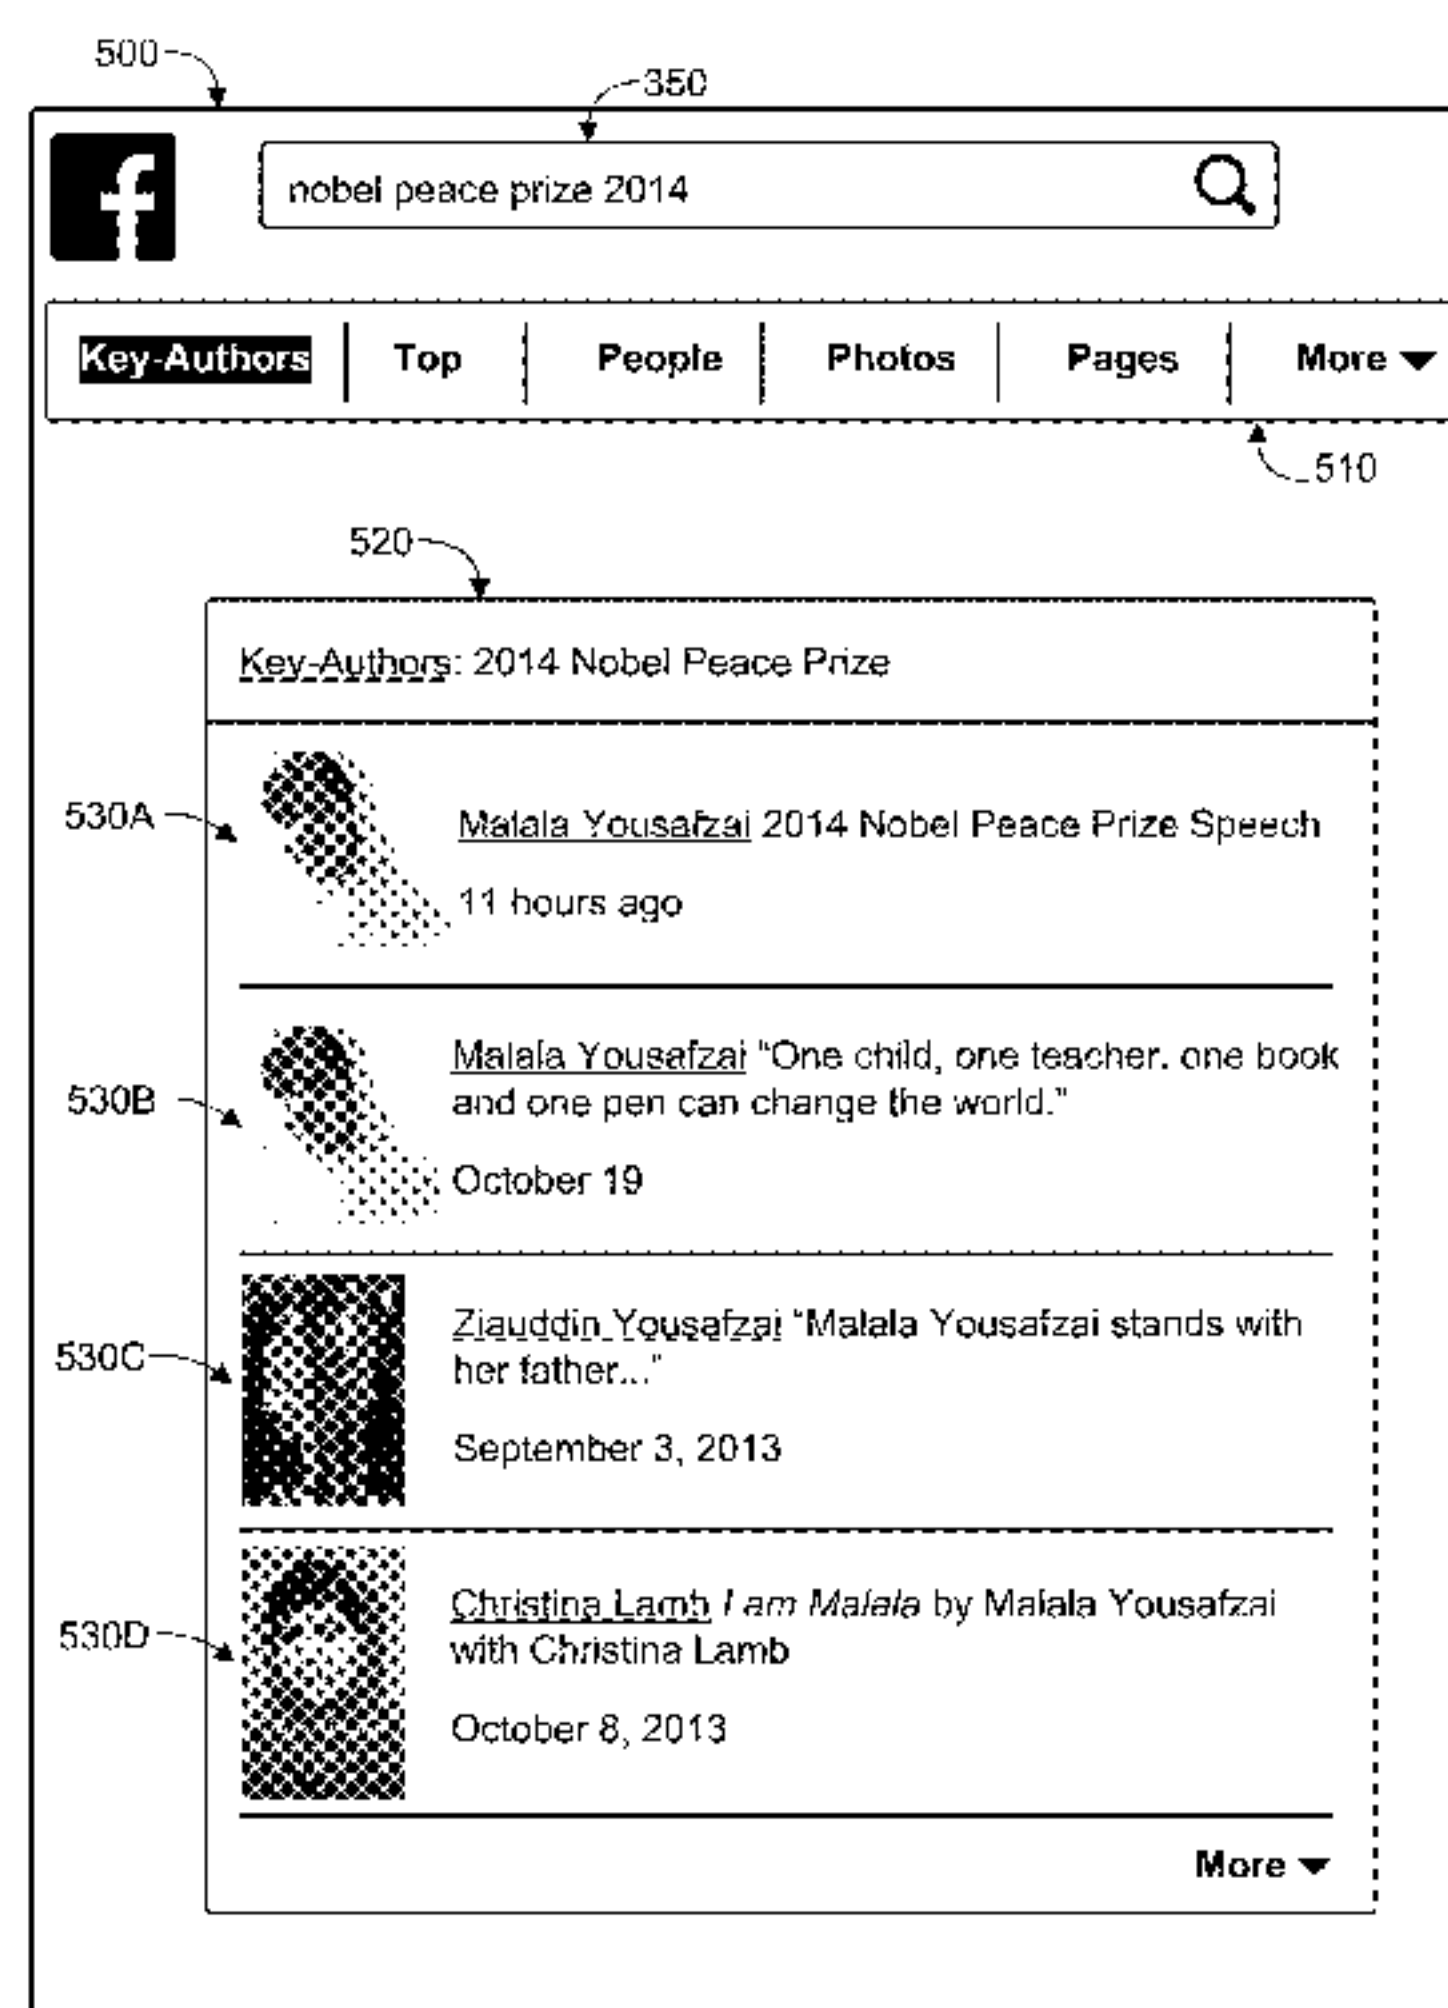 500
350
f
nobel peace prize 2014
Key-Authors Top People Photos Pages More
510
520
Key-Authors: 2014 Nobel Peace Prize
530A
Malala Yousafzai 2014 Nobel Peace Prize Speech
11 hours ago
530B
Malala Yousafzai "One child, one teacher. one book
and one pen can change the world."
October 19
530C
Ziauddin Yousafzai "Malala Yousafzai stands with
her father..."
September 3, 2013
530D
Christina Lamb I am Malala by Malala Yousafzai
with Christina Lamb
October 8, 2013
More